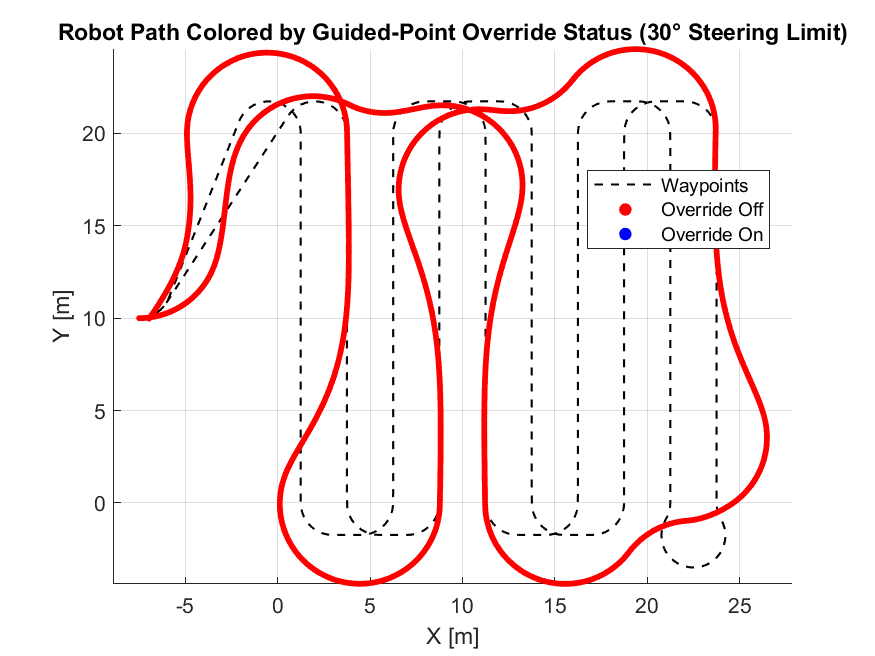 Robot Path Colored by Guided-Point Override Status (30° Steering Limit)
Waypoints
Override Off
Override On
20
15
10
5
0
Y [m]
-5
0
5
10
15
20
25
X [m]